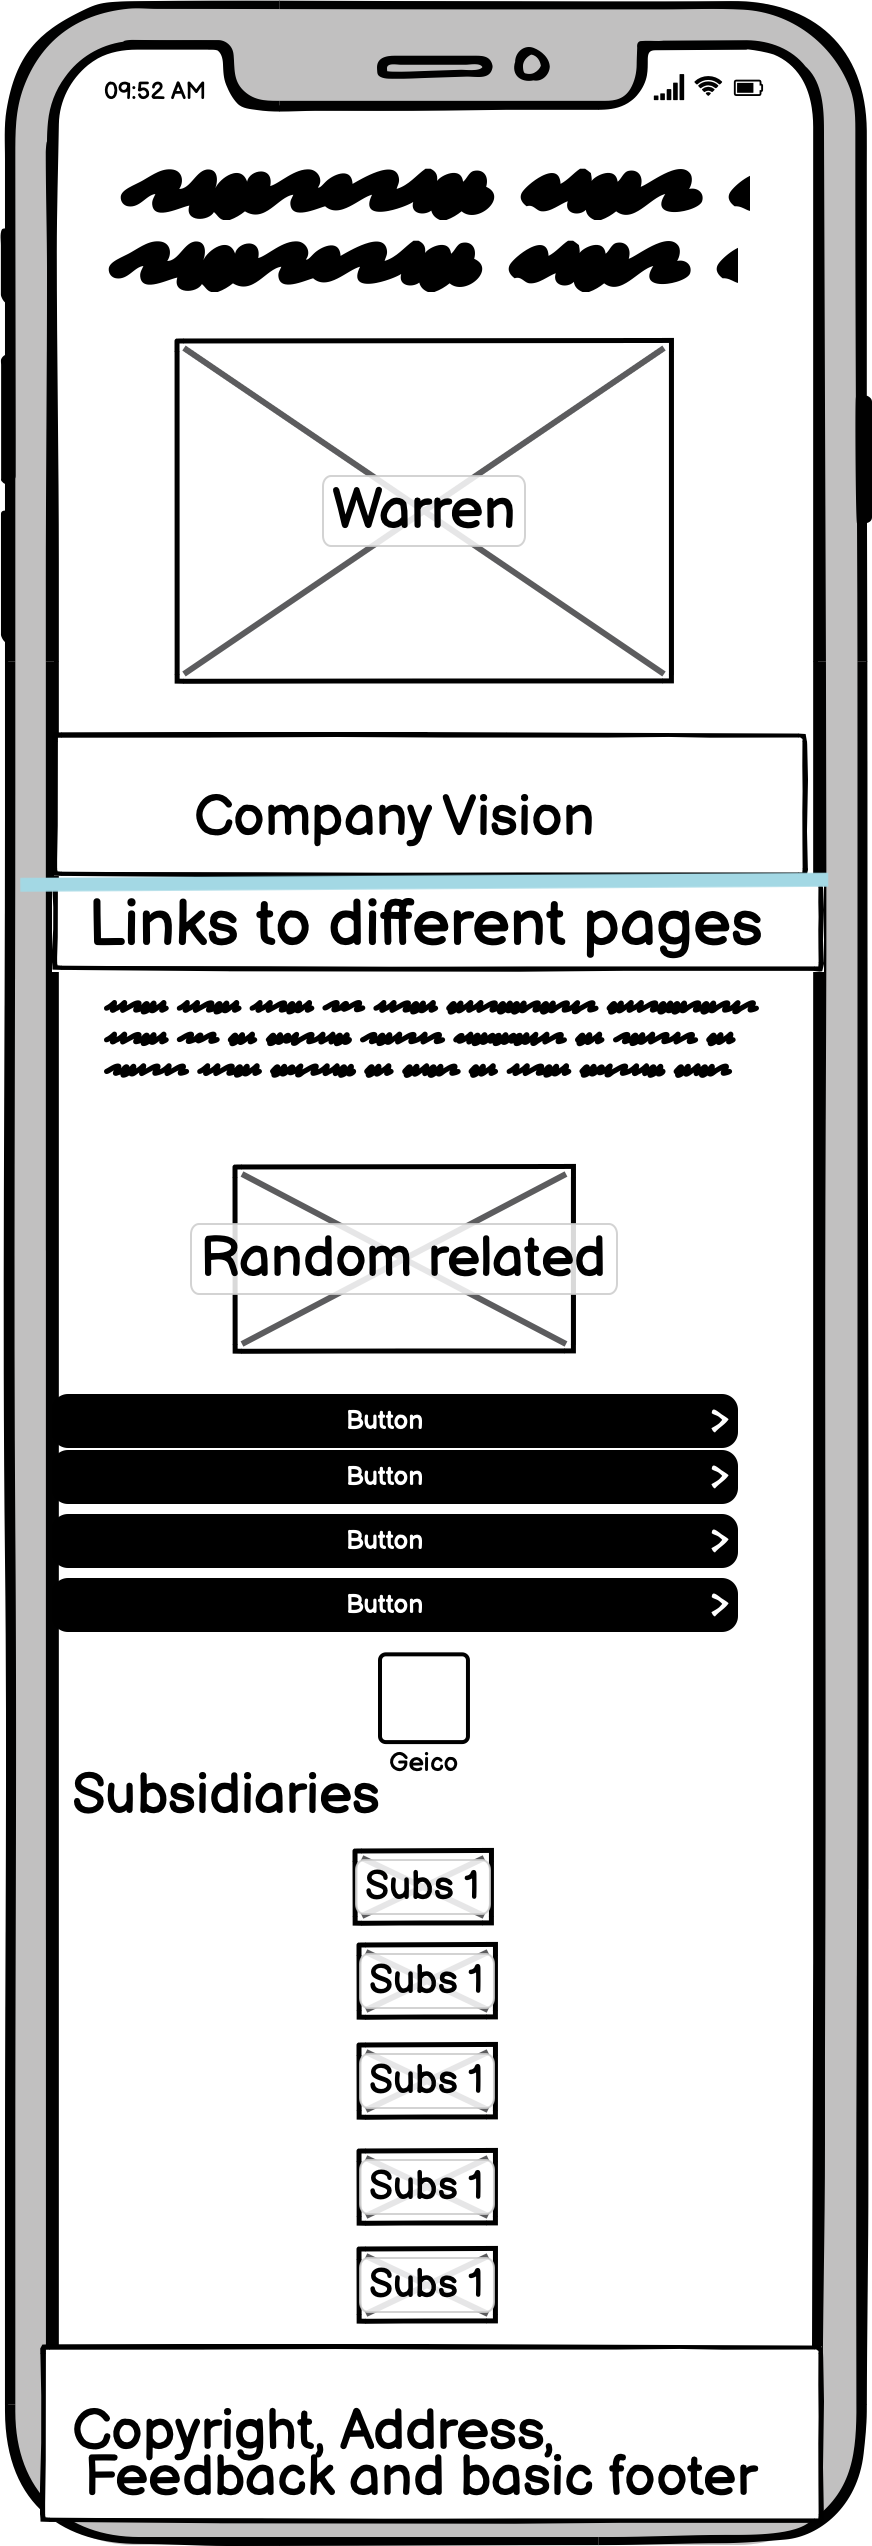 09:52 AM
Warren
Company Vision
Links to different pages
Random related
Button
Button
Button
Button
Geico
Subsidiaries
Subs 1
Subs 1
Subs 1
Subs 1
Subs 1
Copyright, Address,
Feedback and basic footer